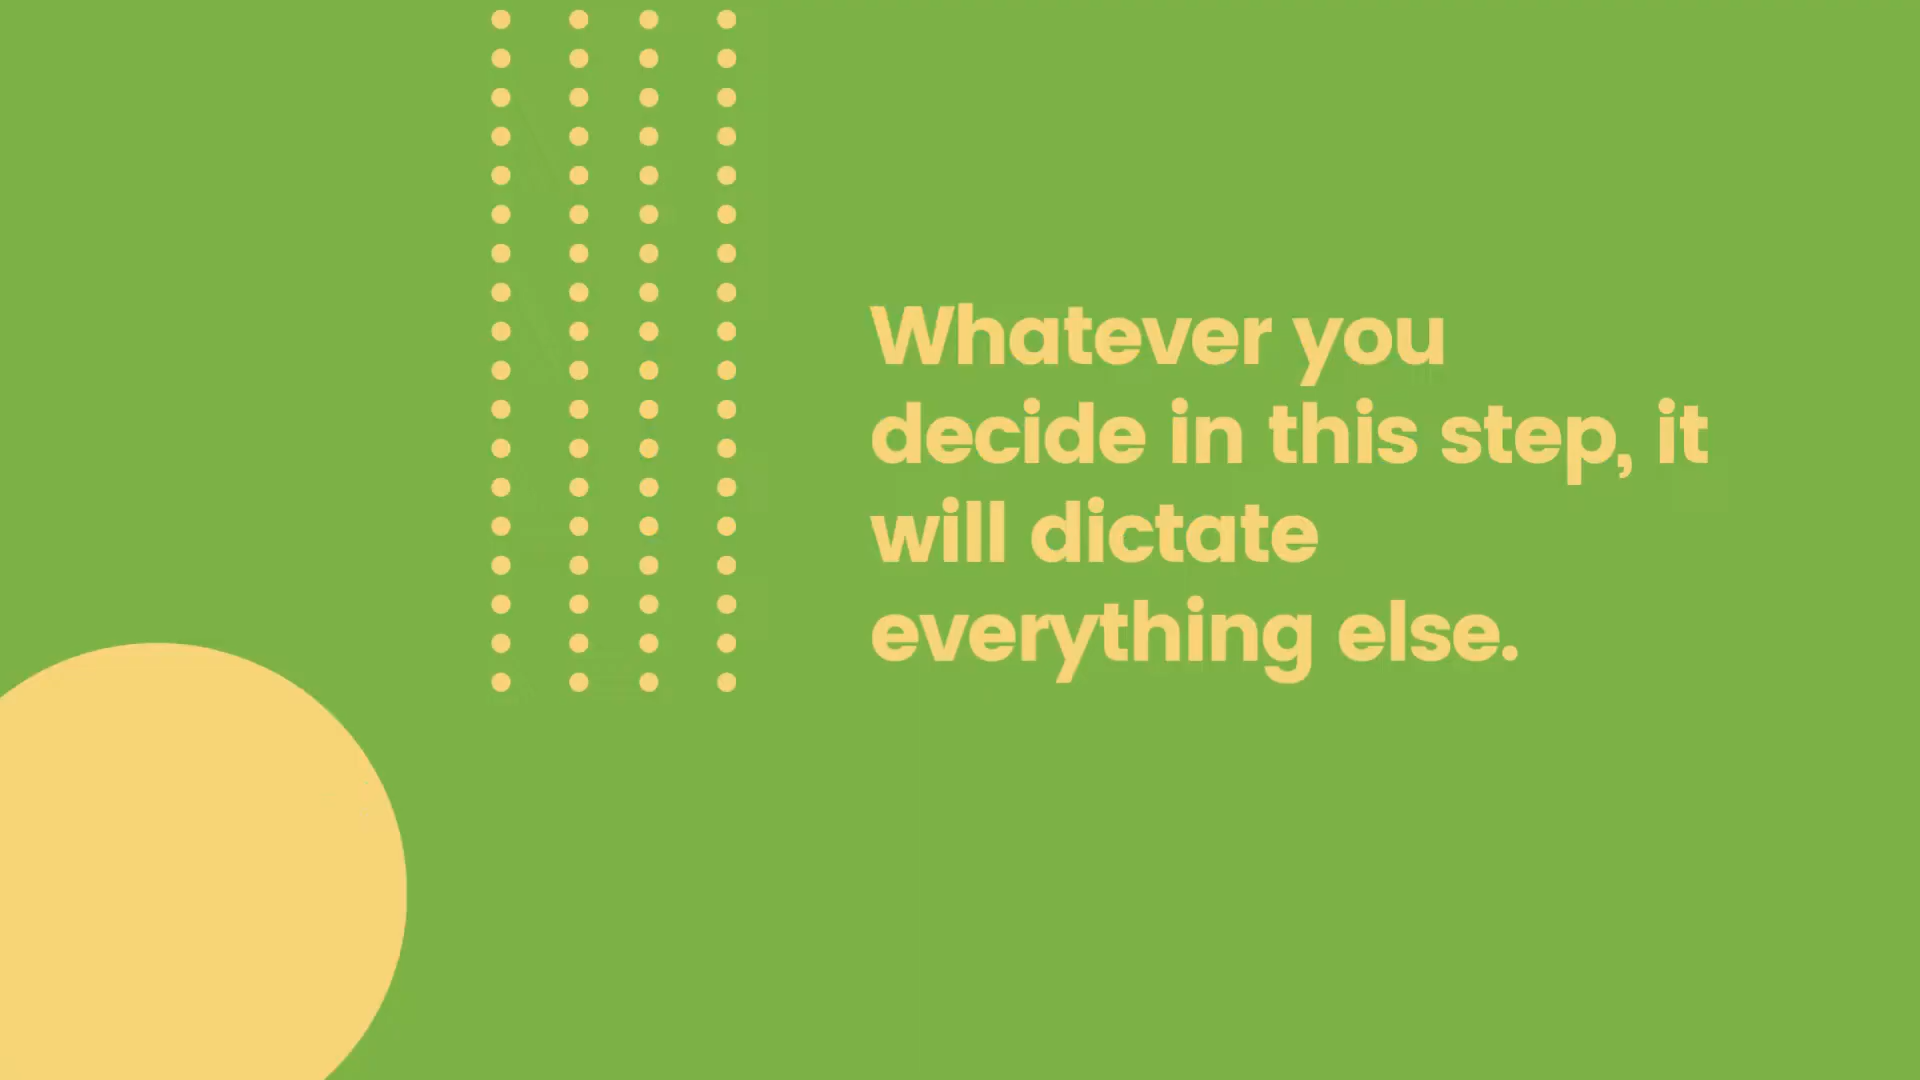 Whatever you
decide in this step, it
will dictate
everything else.